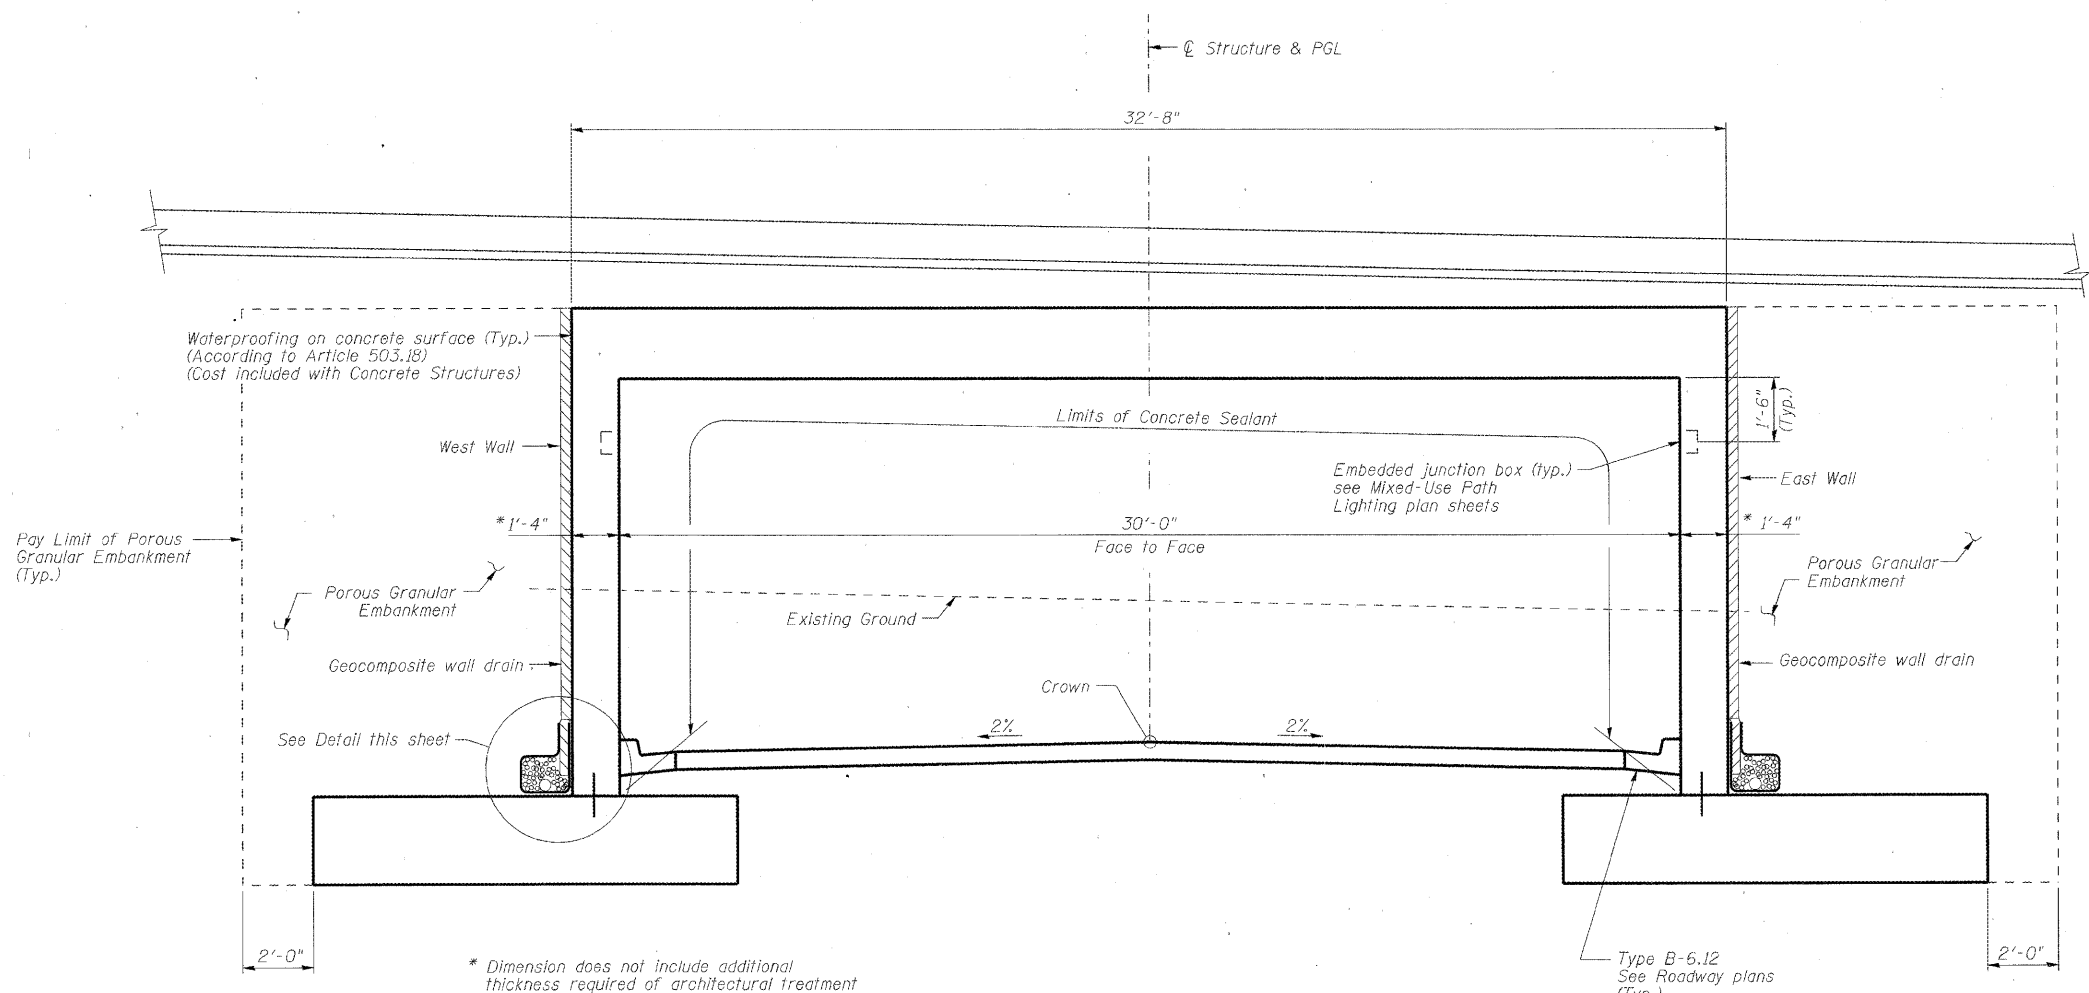 ℄ Structure & PGL
32'-8"
Waterproofing on concrete surface (Typ.)
(According to Article 503.18)
(Cost included with Concrete Structures)
Limits of Concrete Sealant
1'-6"
(Typ.)
West Wall
Embedded junction box (typ.)
see Mixed-Use Path
Lighting plan sheets
East Wall
Pay Limit of Porous
Granular Embankment
(Typ.)
* 1'-4"
30'-0"
Face to Face
* 1'-4"
Porous Granular
Embankment
Porous Granular
Embankment
Existing Ground
Geocomposite wall drain
Geocomposite wall drain
Crown
2%
2%
See Detail this sheet
2'-0"
* Dimension does not include additional
thickness required of architectural treatment
Type B-6.12
See Roadway plans
(Typ.)
2'-0"